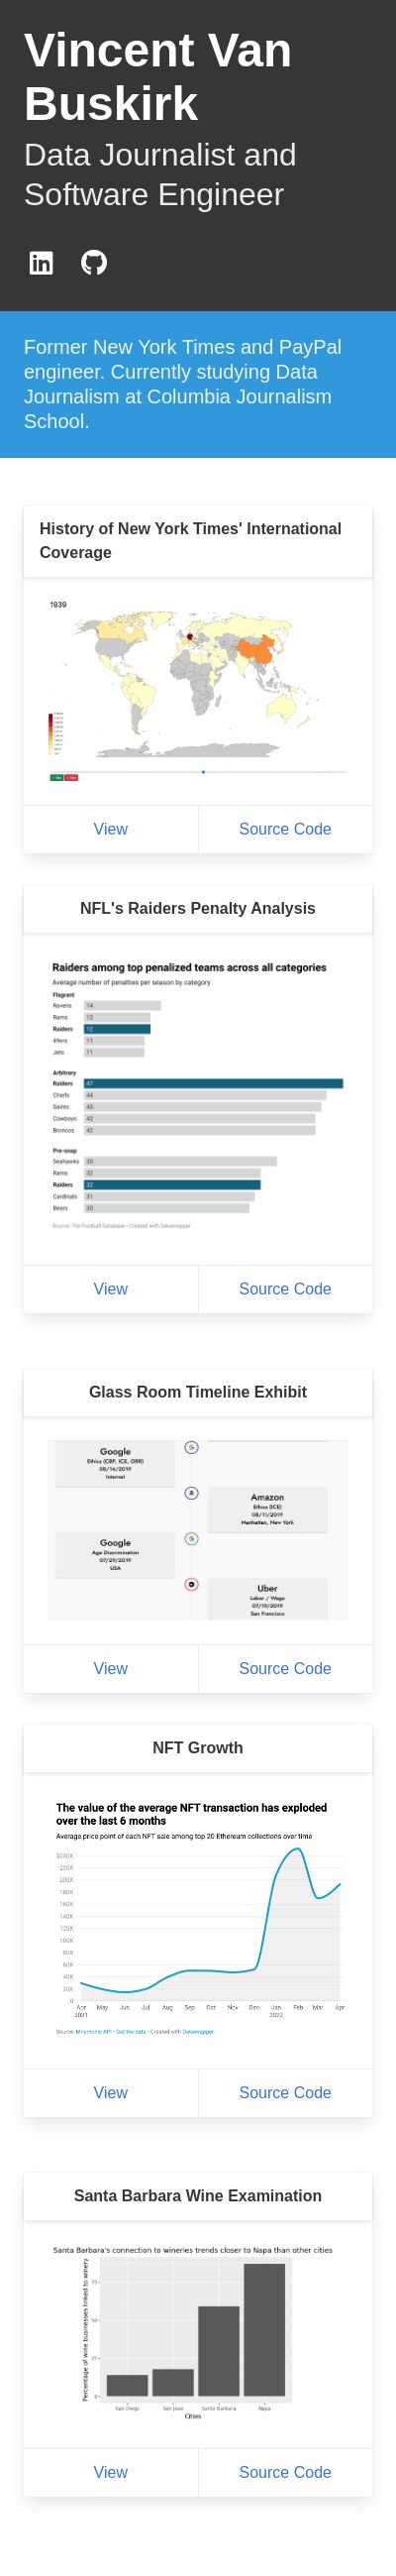 Vincent Van
Buskirk
Data Journalist and
Software Engineer
Former New York Times and PayPal
engineer. Currently studying Data
Journalism at Columbia Journalism
School.
History of New York Times' International
Coverage
1939
View
Source Code
NFL's Raiders Penalty Analysis
Raiders among top penalized teams across all categories
Average number of penalties per season by category
Flagrant
Ravens 14
Rams 12
Raiders 12
49ers 11
Jets 11
Arbitrary
Raiders 47
Chiefs 44
Saints 43
Cowboys 42
Broncos 42
Pre-snap
Seahawks 35
Rams 32
Raiders 32
Cardinals 31
Bears 30
Source: The Football Database • Created with Datawrapper
View
Source Code
Glass Room Timeline Exhibit
Google
Ethics (CBP, ICE, ORR)
08/14/2019
Internet
Amazon
Ethics (ICE)
08/11/2019
Manhattan, New York
Google
Age Discrimination
07/29/2019
USA
Uber
Labor / Wage
07/19/2019
San Francisco
View
Source Code
NFT Growth
The value of the average NFT transaction has exploded
over the last 6 months
Average price point of each NFT sale among top 20 Ethereum collections over time
$240K
220K
200K
180K
160K
140K
120K
100K
80K
60K
40K
20K
0
Apr May Jun Jul Aug Sep Oct Nov Dec Jan Feb Mar Apr
2021 2022
Source: Mnemonic API • Get the data • Created with Datawrapper
View
Source Code
Santa Barbara Wine Examination
Santa Barbara's connection to wineries trends closer to Napa than other cities
Percentage of wine businesses linked to winery
75
50
25
0
San Diego San Jose Santa Barbara Napa
Cities
View
Source Code